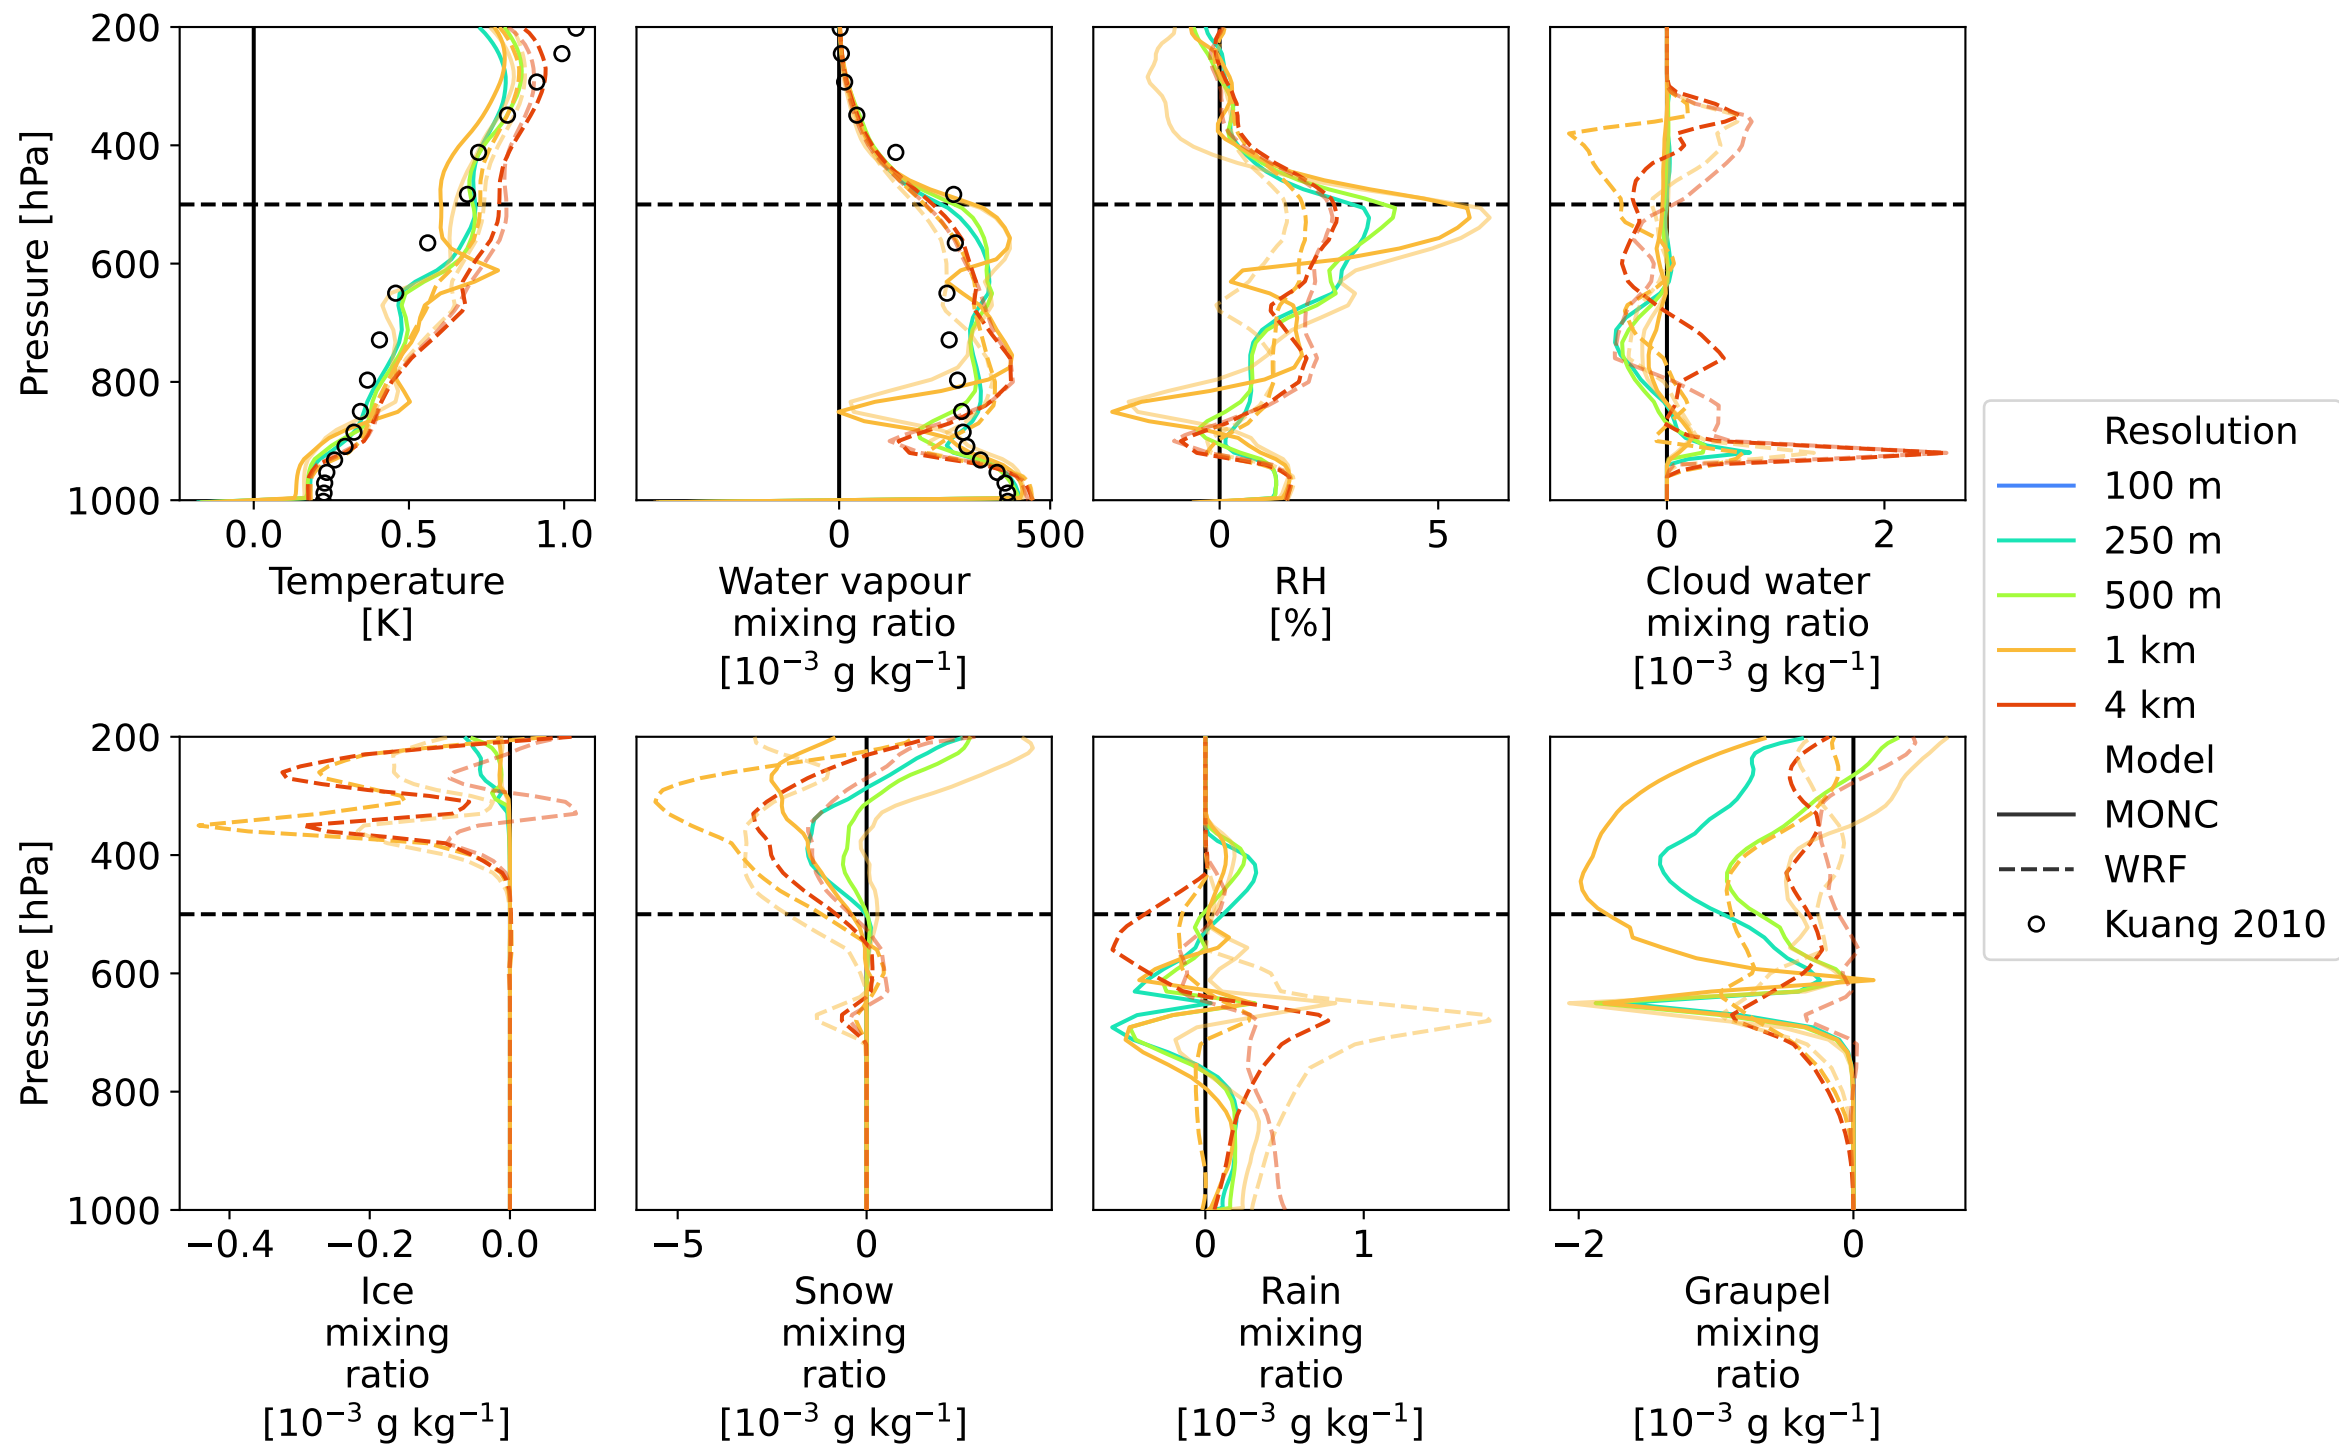 Pressure [hPa]
200
400
600
800
1000
0.0 0.5 1.0
Temperature
[K]
0 500
Water vapour
mixing ratio
[10⁻³ g kg⁻¹]
0 5
RH
[%]
0 2
Cloud water
mixing ratio
[10⁻³ g kg⁻¹]
Pressure [hPa]
200
400
600
800
1000
−0.4 −0.2 0.0
Ice
mixing
ratio
[10⁻³ g kg⁻¹]
−5 0
Snow
mixing
ratio
[10⁻³ g kg⁻¹]
0 1
Rain
mixing
ratio
[10⁻³ g kg⁻¹]
−2 0
Graupel
mixing
ratio
[10⁻³ g kg⁻¹]
Resolution
100 m
250 m
500 m
1 km
4 km
Model
MONC
WRF
Kuang 2010